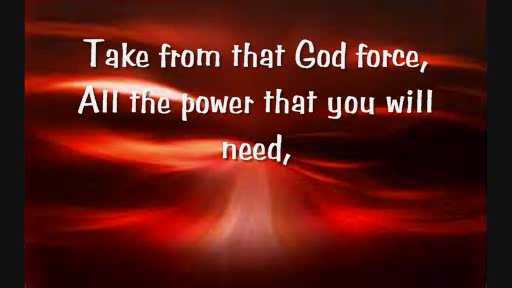 Take from that God force,
All the power that you will
need,